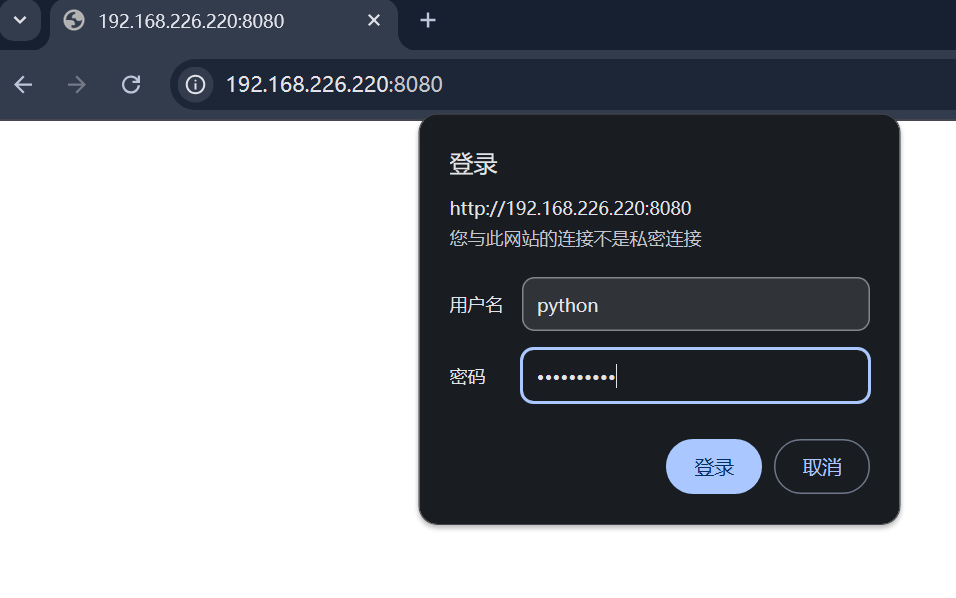 192.168.226.220:8080
192.168.226.220:8080
登录
http://192.168.226.220:8080
您与此网站的连接不是私密连接
用户名 python
密码 ••••••••••
登录 取消